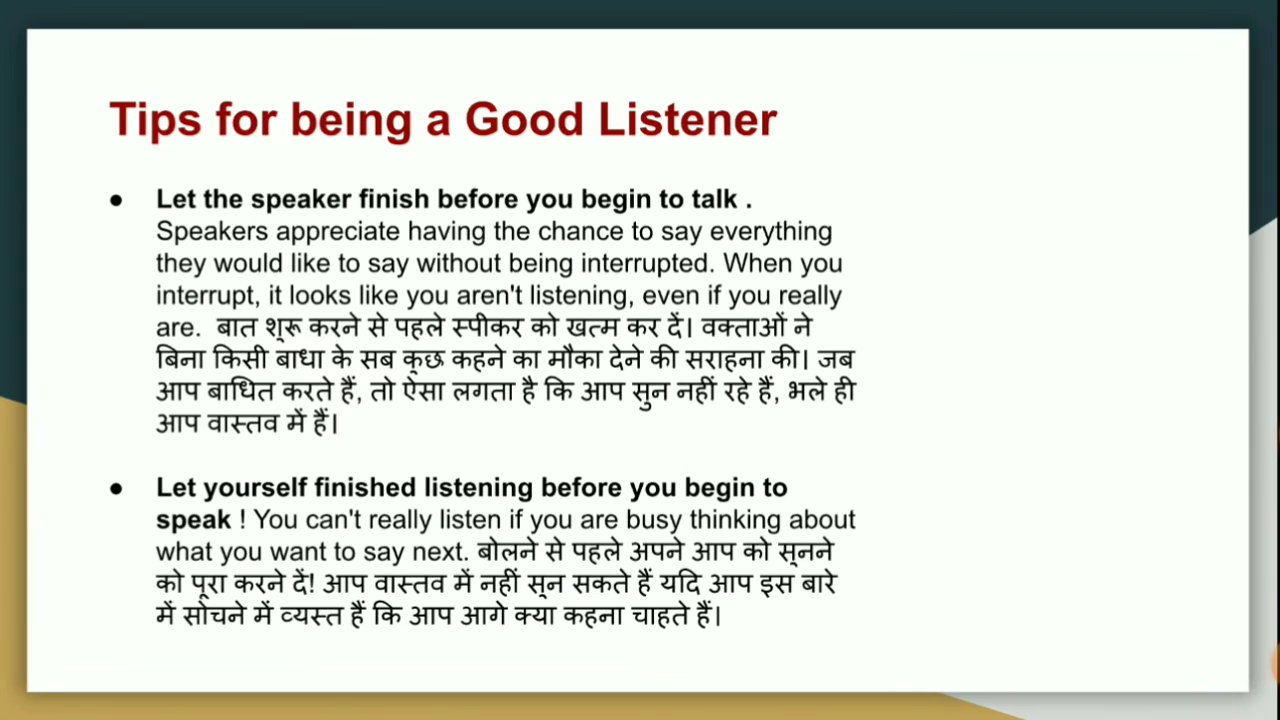 Tips for being a Good Listener
● Let the speaker finish before you begin to talk .
Speakers appreciate having the chance to say everything
they would like to say without being interrupted. When you
interrupt, it looks like you aren't listening, even if you really
are. बात शुरू करने से पहले स्पीकर को खत्म कर दें। वक्ताओं ने
बिना किसी बाधा के सब कुछ कहने का मौका देने की सराहना की। जब
आप बाधित करते हैं, तो ऐसा लगता है कि आप सुन नहीं रहे हैं, भले ही
आप वास्तव में हैं।
● Let yourself finished listening before you begin to
speak ! You can't really listen if you are busy thinking about
what you want to say next. बोलने से पहले अपने आप को सुनने
को पूरा करने दें! आप वास्तव में नहीं सुन सकते हैं यदि आप इस बारे
में सोचने में व्यस्त हैं कि आप आगे क्या कहना चाहते हैं।